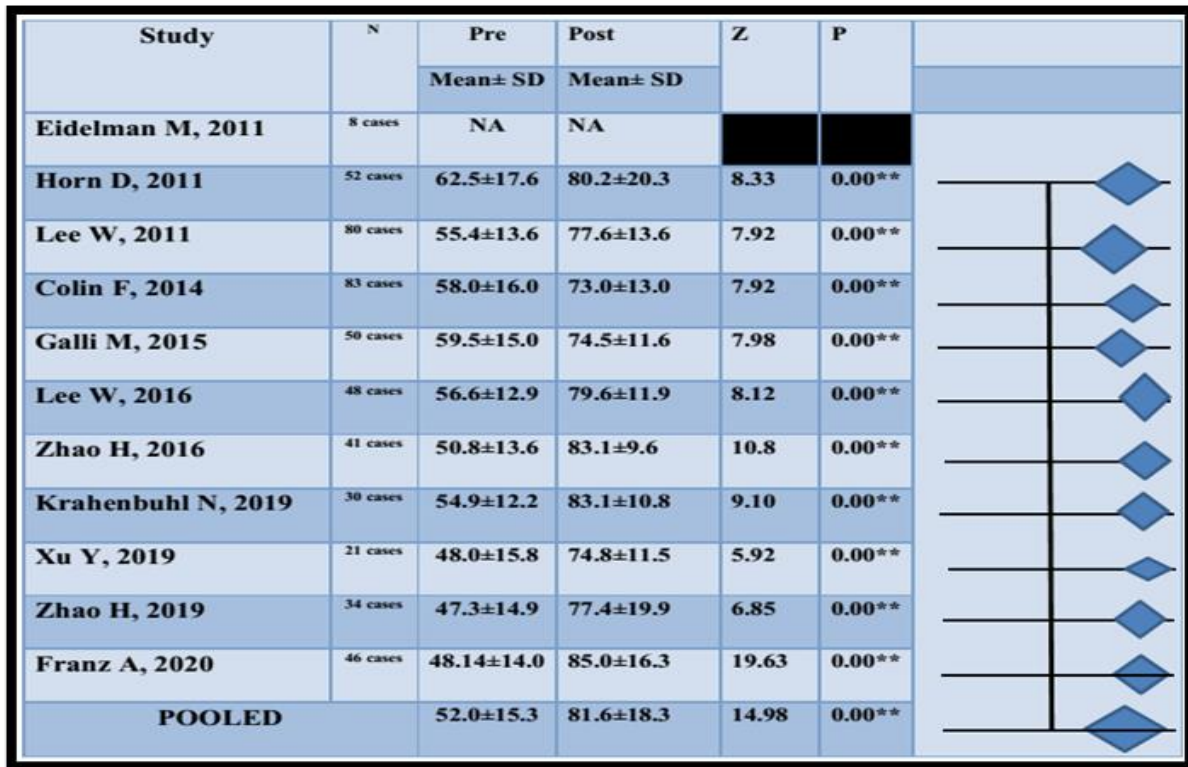 Study N Pre Post Z P
Mean± SD Mean± SD
Eidelman M, 2011 8 cases NA NA
Horn D, 2011 52 cases 62.5±17.6 80.2±20.3 8.33 0.00**
Lee W, 2011 80 cases 55.4±13.6 77.6±13.6 7.92 0.00**
Colin F, 2014 83 cases 58.0±16.0 73.0±13.0 7.92 0.00**
Galli M, 2015 50 cases 59.5±15.0 74.5±11.6 7.98 0.00**
Lee W, 2016 48 cases 56.6±12.9 79.6±11.9 8.12 0.00**
Zhao H, 2016 41 cases 50.8±13.6 83.1±9.6 10.8 0.00**
Krahenbuhl N, 2019 30 cases 54.9±12.2 83.1±10.8 9.10 0.00**
Xu Y, 2019 21 cases 48.0±15.8 74.8±11.5 5.92 0.00**
Zhao H, 2019 34 cases 47.3±14.9 77.4±19.9 6.85 0.00**
Franz A, 2020 46 cases 48.14±14.0 85.0±16.3 19.63 0.00**
POOLED 52.0±15.3 81.6±18.3 14.98 0.00**